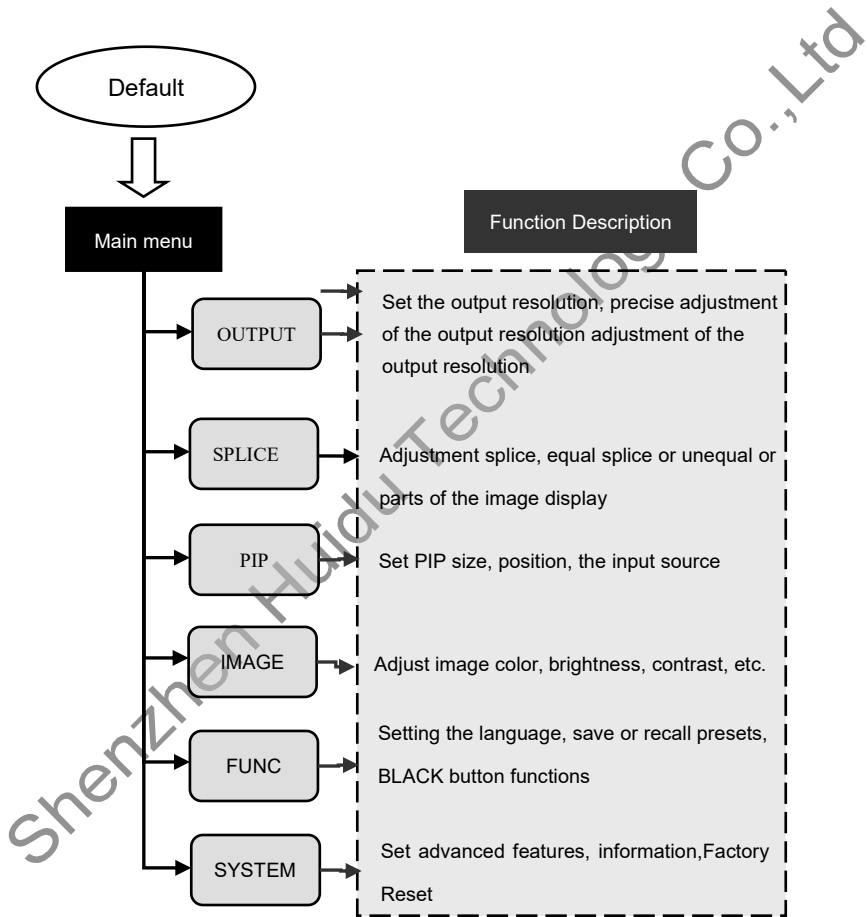 Default
Main menu
Function Description
OUTPUT
Set the output resolution, precise adjustment
of the output resolution adjustment of the
output resolution
SPLICE
Adjustment splice, equal splice or unequal or
parts of the image display
PIP
Set PIP size, position, the input source
IMAGE
Adjust image color, brightness, contrast, etc.
FUNC
Setting the language, save or recall presets,
BLACK button functions
SYSTEM
Set advanced features, information,Factory
Reset
Shenzhen Huidu Technology Co.,Ltd